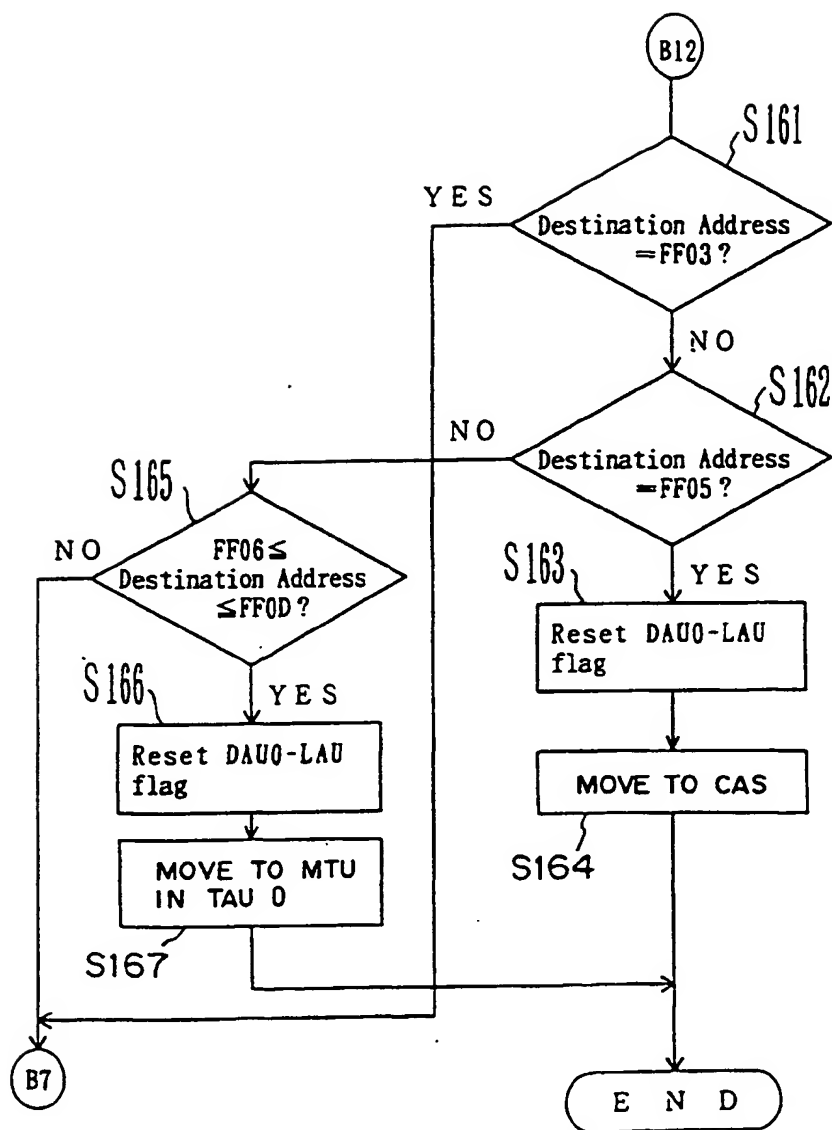 B12
S161
YES
Destination Address
=FF03?
NO
S162
NO
Destination Address
=FF05?
S165
NO
FF06≤
Destination Address
≤FF0D?
S163
YES
Reset DAU0-LAU
flag
S166
YES
Reset DAU0-LAU
flag
MOVE TO CAS
S164
MOVE TO MTU
IN TAU 0
S167
B7
END